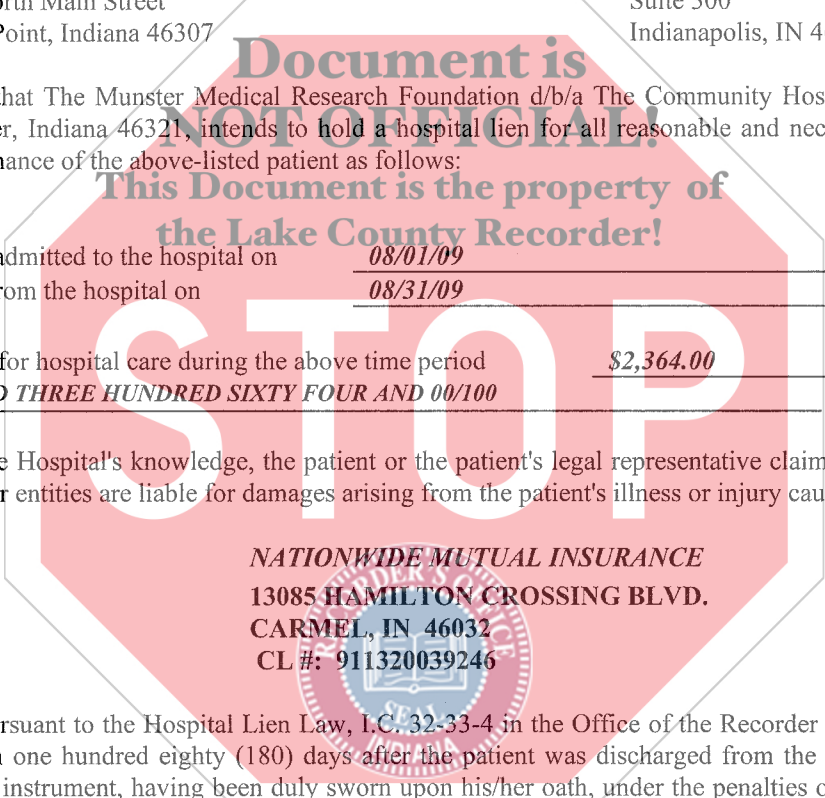 orth Main Street Suite 300
Point, Indiana 46307 Indianapolis, IN 4
Document is
hat The Munster Medical Research Foundation d/b/a The Community Hos
NOT OFFICIAL!
er, Indiana 46321, intends to hold a hospital lien for all reasonable and nec
nance of the above-listed patient as follows:
This Document is the property of
the Lake County Recorder!
admitted to the hospital on 08/01/09
rom the hospital on 08/31/09
STOP
for hospital care during the above time period $2,364.00
D THREE HUNDRED SIXTY FOUR AND 00/100
e Hospital's knowledge, the patient or the patient's legal representative claim
r entities are liable for damages arising from the patient's illness or injury cau
NATIONWIDE MUTUAL INSURANCE
13085 HAMILTON CROSSING BLVD.
CARMEL, IN 46032
CL #: 911320039246
RECORDER'S OFFICE
SEAL
INDIANA
rsuant to the Hospital Lien Law, I.C. 32-33-4 in the Office of the Recorder
n one hundred eighty (180) days after the patient was discharged from the
instrument, having been duly sworn upon his/her oath, under the penalties o